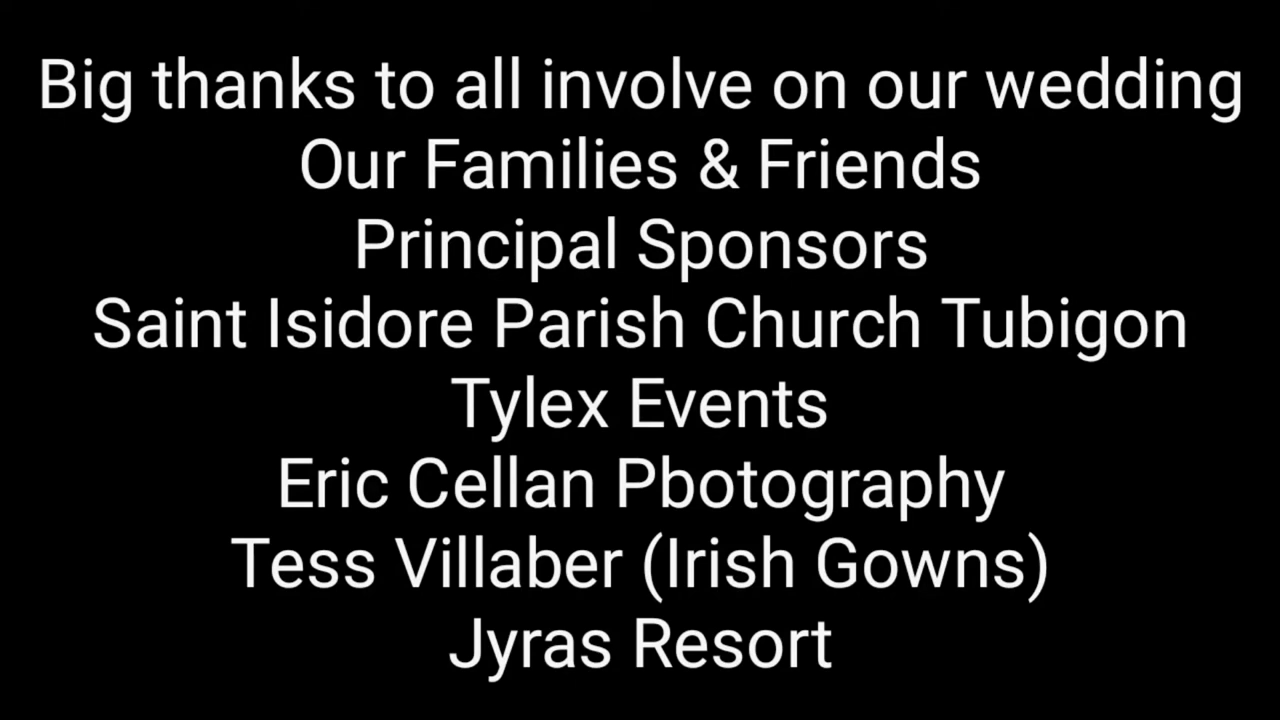 Big thanks to all involve on our wedding
Our Families & Friends
Principal Sponsors
Saint Isidore Parish Church Tubigon
Tylex Events
Eric Cellan Pbotography
Tess Villaber (Irish Gowns)
Jyras Resort